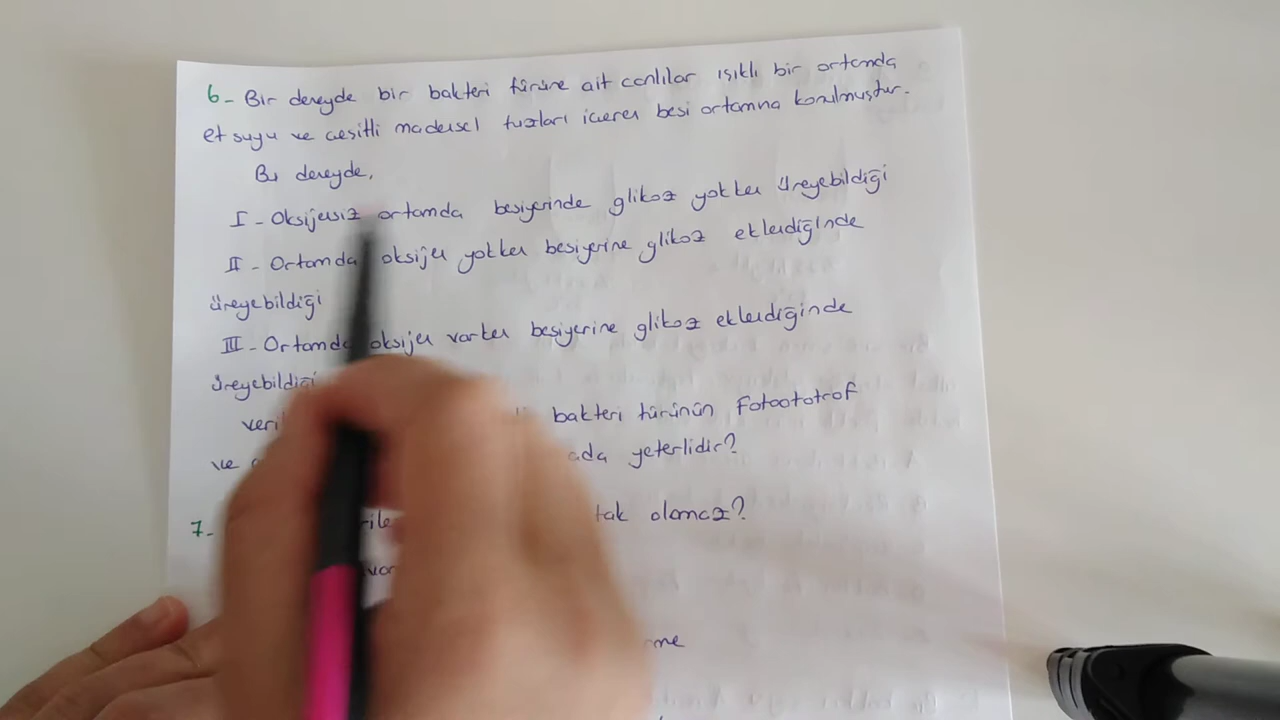 6- Bir deneyde bir bakteri türüne ait canlılar ışıklı bir ortamda
et suyu ve çeşitli madensel tuzları içeren besi ortamına konulmuştur.
Bu deneyde,
I - Oksijensiz ortamda besiyerinde glikoz yokken üreyebildiği
II - Ortamda oksijen yokken besiyerine glikoz eklendiğinde
üreyebildiği
III - Ortamda oksijen varken besiyerine glikoz eklendiğinde
üreyebildiği
bakteri türünün Fotoototrof
ve yeterlidir?
7- olamaz?